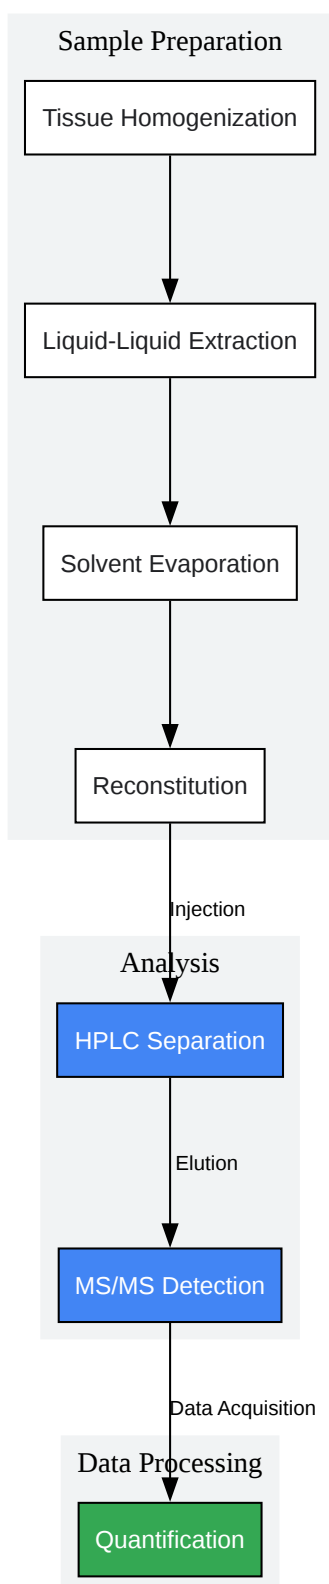 Sample Preparation
Tissue Homogenization
Liquid-Liquid Extraction
Solvent Evaporation
Reconstitution
Injection
Analysis
HPLC Separation
Elution
MS/MS Detection
Data Acquisition
Data Processing
Quantification